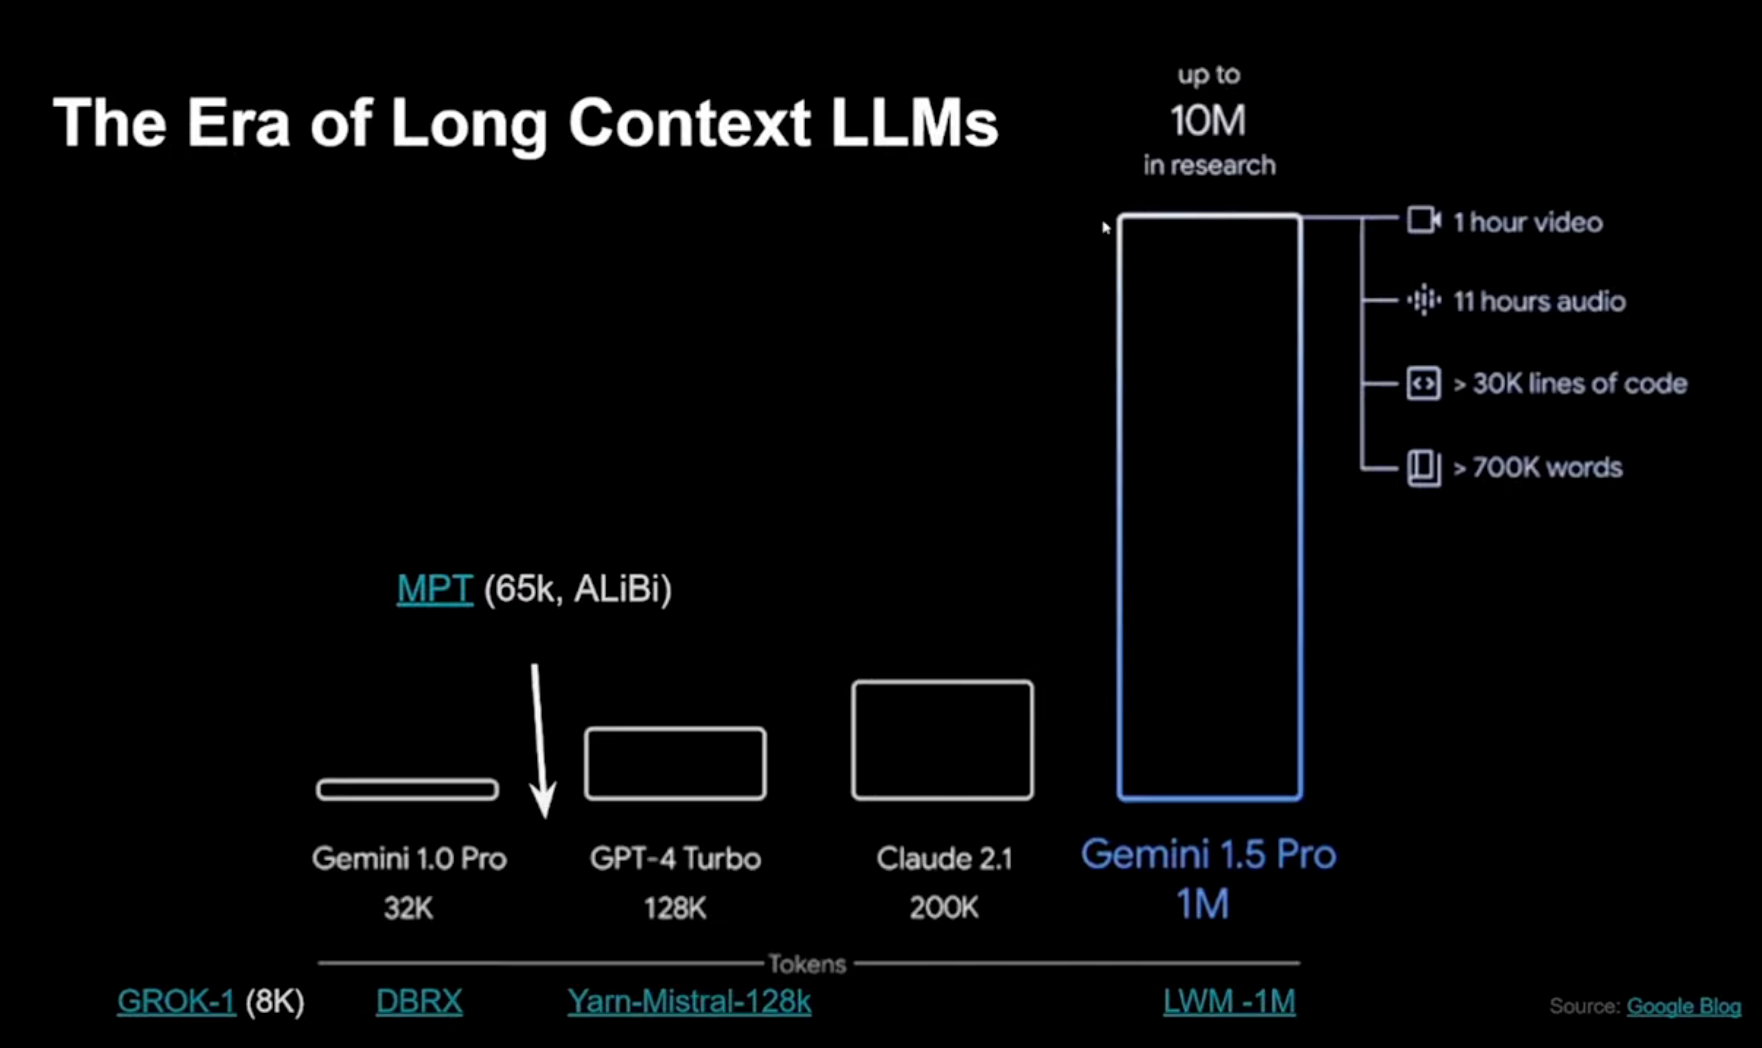 The Era of Long Context LLMs
up to
10M
in research
1 hour video
11 hours audio
> 30K lines of code
> 700K words
MPT (65k, ALiBi)
Gemini 1.0 Pro
32K
GPT-4 Turbo
128K
Claude 2.1
200K
Gemini 1.5 Pro
1M
Tokens
GROK-1 (8K)
DBRX
Yarn-Mistral-128k
LWM -1M
Source: Google Blog